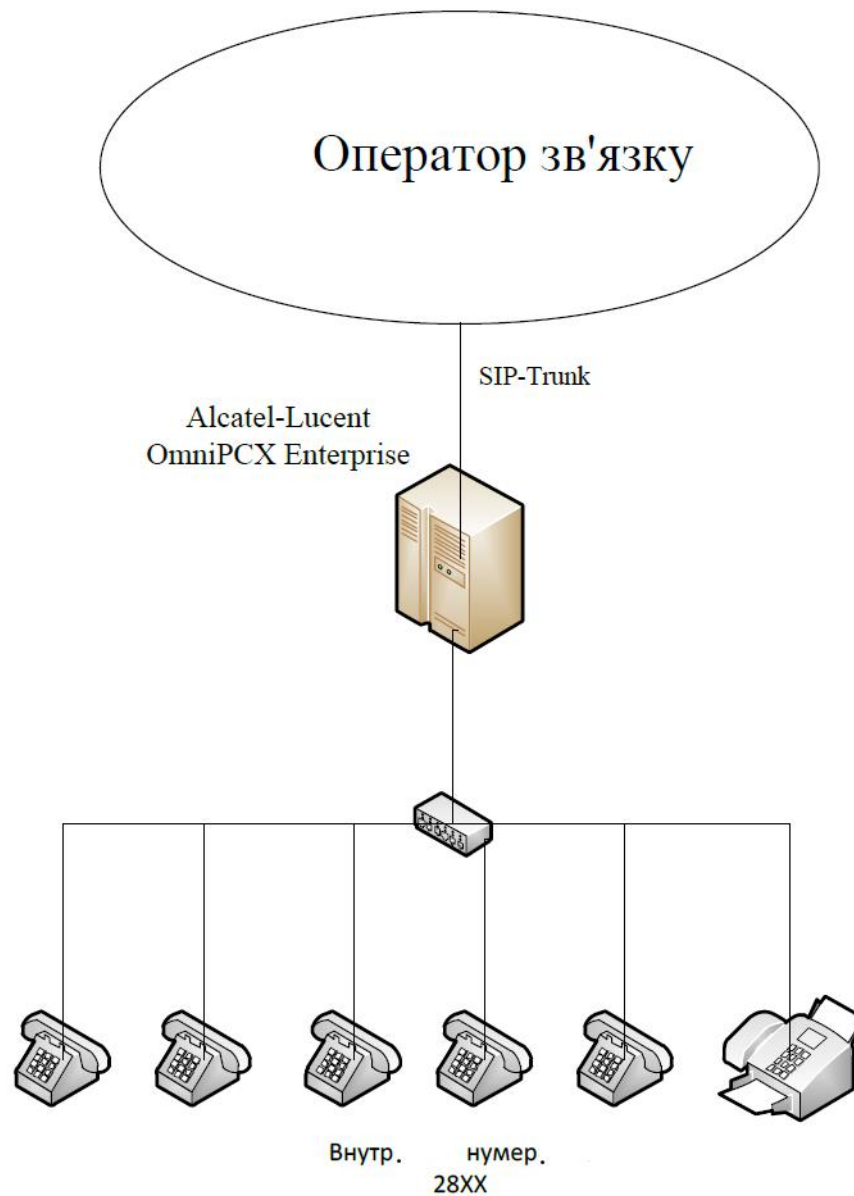 Оператор зв'язку
SIP-Trunk
Alcatel-Lucent
OmniPCX Enterprise
Внутр. нумер.
28XX